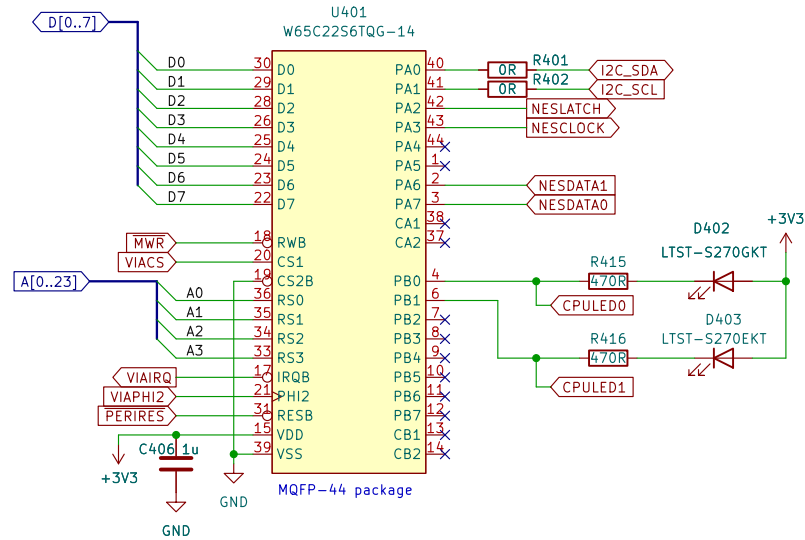 U401
W65C22S6TQG-14
D[0..7]
D0 30 D0
D1 29 D1
D2 28 D2
D3 26 D3
D4 25 D4
D5 24 D5
D6 23 D6
D7 22 D7
MWR 18 RWB
VIACS 20 CS1
19 CS2B
A[0..23]
A0 36 RS0
A1 35 RS1
A2 34 RS2
A3 33 RS3
VIAIRQ 17 IRQB
VIAPHI2 21 PHI2
PERIRES 31 RESB
15 VDD
39 VSS
PA0 40 0R R401 I2C_SDA
PA1 41 0R R402 I2C_SCL
PA2 42 NESLATCH
PA3 43 NESCLOCK
PA4 44
PA5 1
PA6 2 NESDATA1
PA7 3 NESDATA0
CA1 38
CA2 37
PB0 4
PB1 6
PB2 7
PB3 8
PB4 9
PB5 10
PB6 11
PB7 12
CB1 13
CB2 14
R415
470R
D402
LTST-S270GKT
+3V3
CPULED0
R416
470R
D403
LTST-S270EKT
CPULED1
C406 1u
+3V3
GND
GND
MQFP-44 package